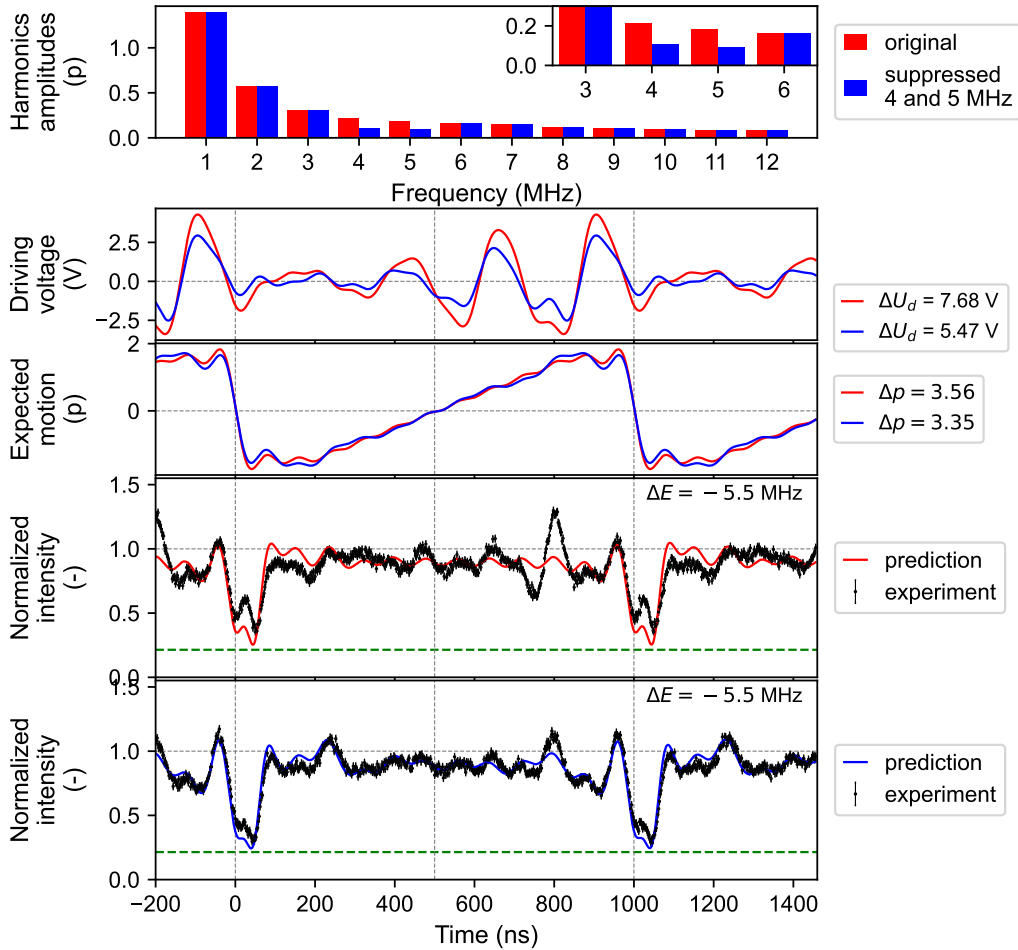 Harmonics
amplitudes
(p)
1.0
0.5
0.0
0.2
0.0
3 4 5 6
1 2 3 4 5 6 7 8 9 10 11 12
Frequency (MHz)
original
suppressed
4 and 5 MHz
Driving
voltage
(V)
2.5
0.0
−2.5
ΔU_d = 7.68 V
ΔU_d = 5.47 V
Expected
motion
(p)
2
0
2
Δp = 3.56
Δp = 3.35
Normalized
intensity
(-)
1.5
1.0
0.5
0.0
ΔE = − 5.5 MHz
prediction
experiment
Normalized
intensity
(-)
1.5
1.0
0.5
0.0
ΔE = − 5.5 MHz
prediction
experiment
−200 0 200 400 600 800 1000 1200 1400
Time (ns)